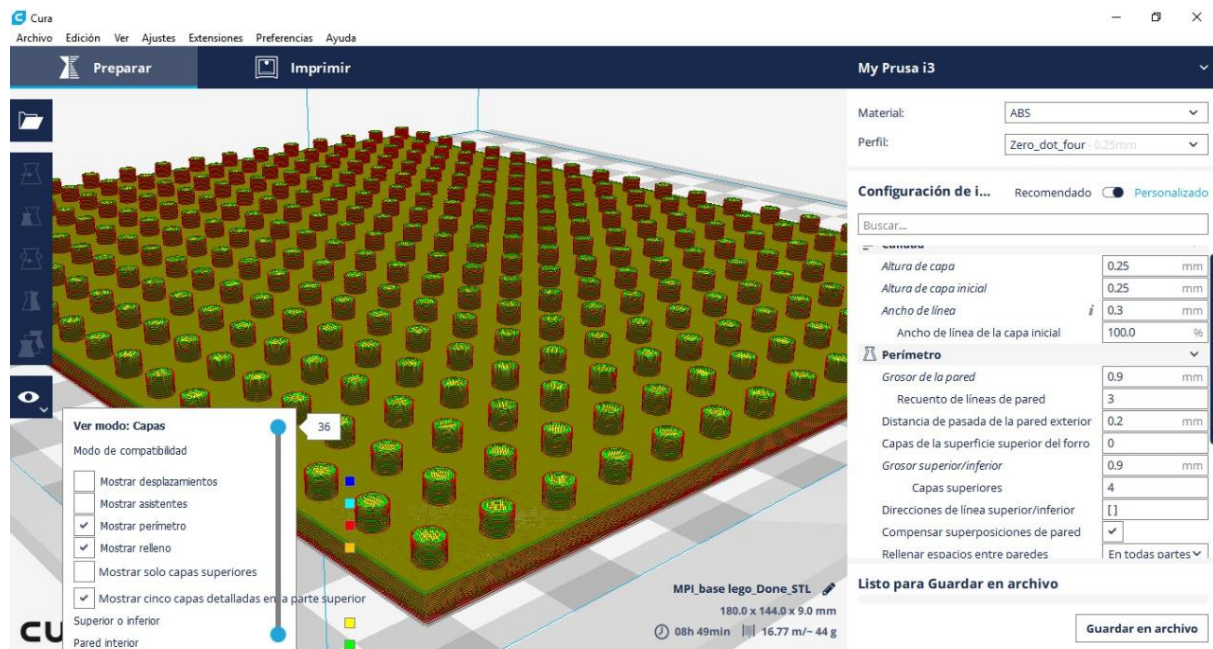 Cura
Archivo Edición Ver Ajustes Extensiones Preferencias Ayuda
Preparar Imprimir My Prusa i3
Material: ABS
Perfil: Zero_dot_four - 0.25mm
Configuración de i... Recomendado Personalizado
Buscar...
Calidad
Altura de capa 0.25 mm
Altura de capa inicial 0.25 mm
Ancho de línea i 0.3 mm
Ancho de línea de la capa inicial 100.0 %
Perímetro
Grosor de la pared 0.9 mm
Recuento de líneas de pared 3
Distancia de pasada de la pared exterior 0.2 mm
Capas de la superficie superior del forro 0
Grosor superior/inferior 0.9 mm
Capas superiores 4
Direcciones de línea superior/inferior []
Compensar superposiciones de pared
Rellenar espacios entre paredes En todas partes
Ver modo: Capas
36
Modo de compatibilidad
Mostrar desplazamientos
Mostrar asistentes
Mostrar perímetro
Mostrar relleno
Mostrar solo capas superiores
Mostrar cinco capas detalladas en la parte superior
Superior o inferior
Pared interior
cu
MPI_base lego_Done_STL
180.0 x 144.0 x 9.0 mm
08h 49min 16.77 m/~ 44 g
Listo para Guardar en archivo
Guardar en archivo